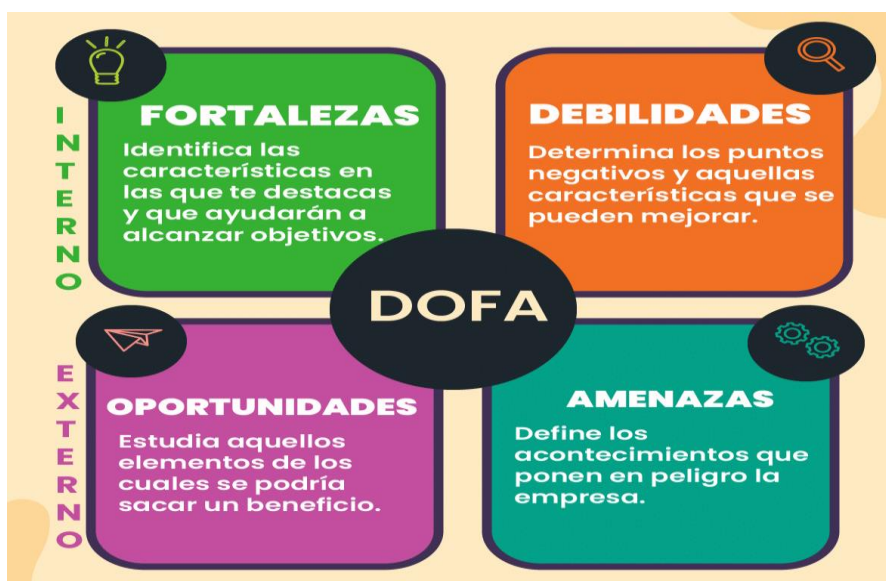 INTERNO
FORTALEZAS
Identifica las
características en
las que te destacas
y que ayudarán a
alcanzar objetivos.
DEBILIDADES
Determina los puntos
negativos y aquellas
características que se
pueden mejorar.
DOFA
EXTERNO
OPORTUNIDADES
Estudia aquellos
elementos de los
cuales se podría
sacar un beneficio.
AMENAZAS
Define los
acontecimientos que
ponen en peligro la
empresa.